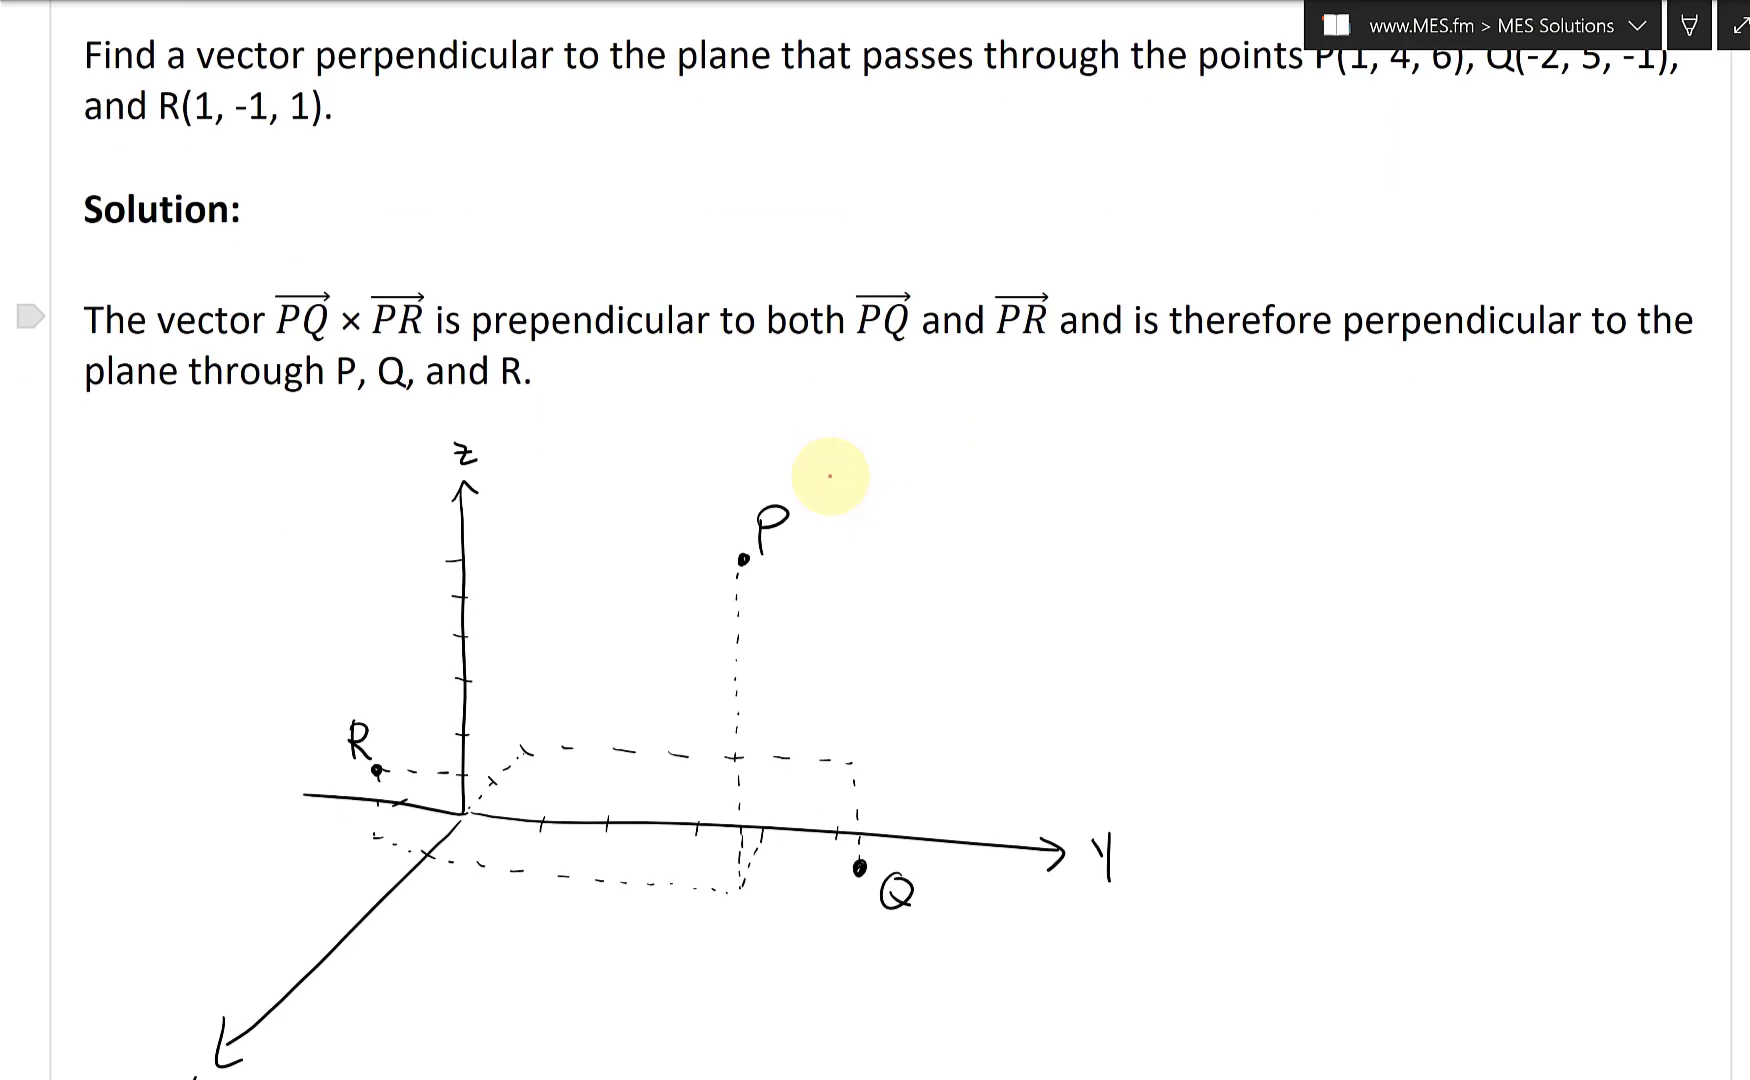 www.MES.fm > MES Solutions
Find a vector perpendicular to the plane that passes through the points P(1, 4, 6), Q(-2, 5, -1),
and R(1, -1, 1).
Solution:
The vector PQ × PR is prependicular to both PQ and PR and is therefore perpendicular to the
plane through P, Q, and R.
z
P
R
Y
Q